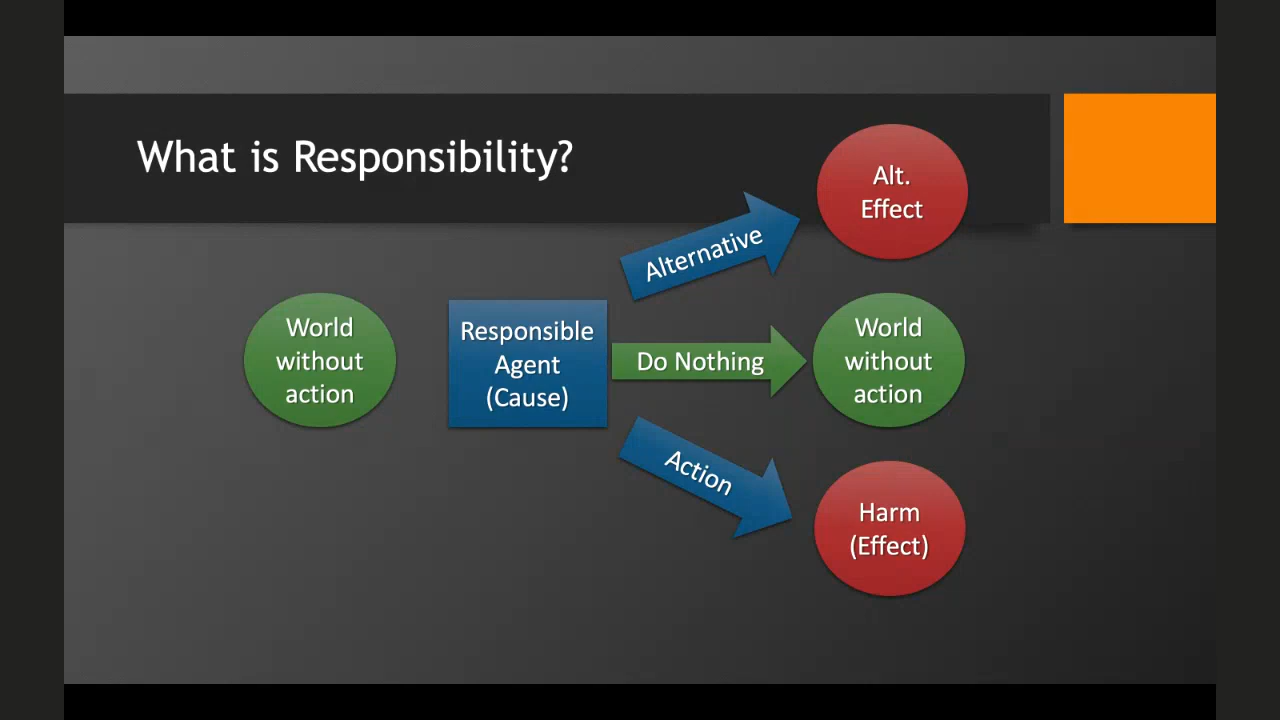 What is Responsibility?
Alt.
Effect
Alternative
World
without
action
Responsible
Agent
(Cause)
Do Nothing
World
without
action
Action
Harm
(Effect)